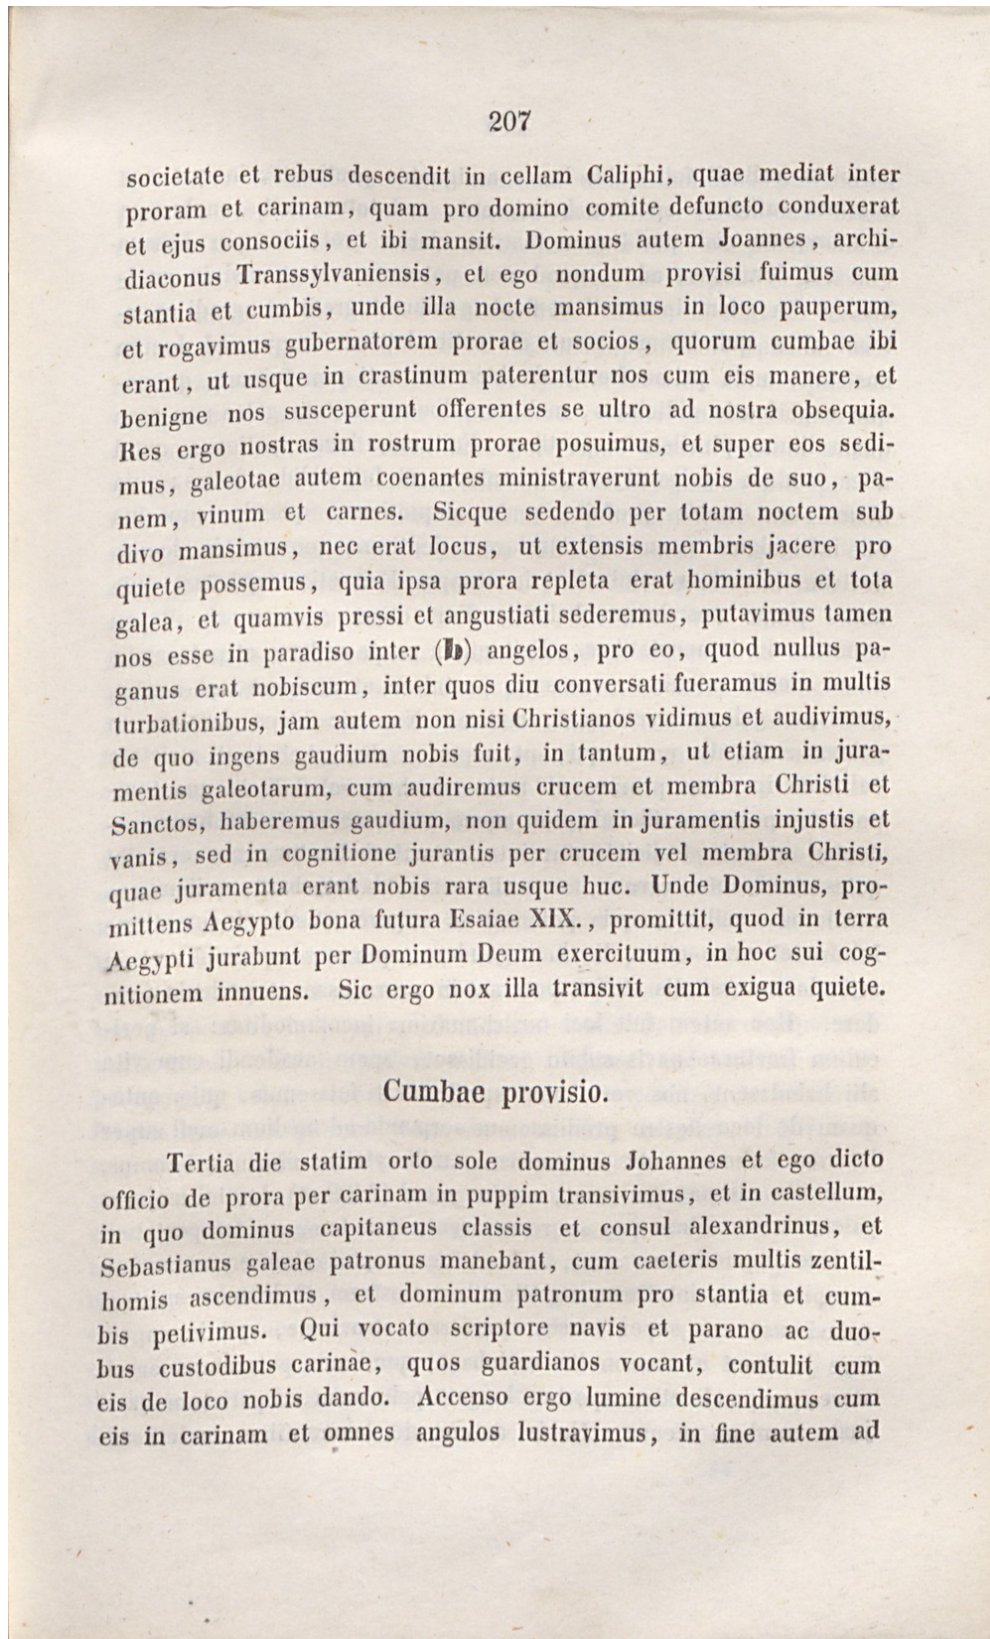 207
societate et rebus descendit in cellam Caliphi, quae mediat inter
proram et carinam, quam pro domino comite defuncto conduxerat
et ejus consociis, et ibi mansit. Dominus autem Joannes, archi-
diaconus Transsylvaniensis, et ego nondum provisi fuimus cum
stantia et cumbis, unde illa nocte mansimus in loco pauperum,
et rogavimus gubernatorem prorae et socios, quorum cumbae ibi
erant, ut usque in crastinum paterentur nos cum eis manere, et
benigne nos susceperunt offerentes se ultro ad nostra obsequia.
Res ergo nostras in rostrum prorae posuimus, et super eos sedi-
mus, galeotae autem coenantes ministraverunt nobis de suo, pa-
nem, vinum et carnes. Sicque sedendo per totam noctem sub
divo mansimus, nec erat locus, ut extensis membris jacere pro
quiete possemus, quia ipsa prora repleta erat hominibus et tota
galea, et quamvis pressi et angustiati sederemus, putavimus tamen
nos esse in paradiso inter (b) angelos, pro eo, quod nullus pa-
ganus erat nobiscum, inter quos diu conversati fueramus in multis
turbationibus, jam autem non nisi Christianos vidimus et audivimus,
de quo ingens gaudium nobis fuit, in tantum, ut etiam in jura-
mentis galeotarum, cum audiremus crucem et membra Christi et
Sanctos, haberemus gaudium, non quidem in juramentis injustis et
vanis, sed in cognitione jurantis per crucem vel membra Christi,
quae juramenta erant nobis rara usque huc. Unde Dominus, pro-
mittens Aegypto bona futura Esaiae XIX., promittit, quod in terra
Aegypti jurabunt per Dominum Deum exercituum, in hoc sui cog-
nitionem innuens. Sic ergo nox illa transivit cum exigua quiete.
Cumbae provisio.
Tertia die statim orto sole dominus Johannes et ego dicto
officio de prora per carinam in puppim transivimus, et in castellum,
in quo dominus capitaneus classis et consul alexandrinus, et
Sebastianus galeae patronus manebant, cum caeteris multis zentil-
homis ascendimus, et dominum patronum pro stantia et cum-
bis petivimus. Qui vocato scriptore navis et parano ac duo-
bus custodibus carinae, quos guardianos vocant, contulit cum
eis de loco nobis dando. Accenso ergo lumine descendimus cum
eis in carinam et omnes angulos lustravimus, in fine autem ad